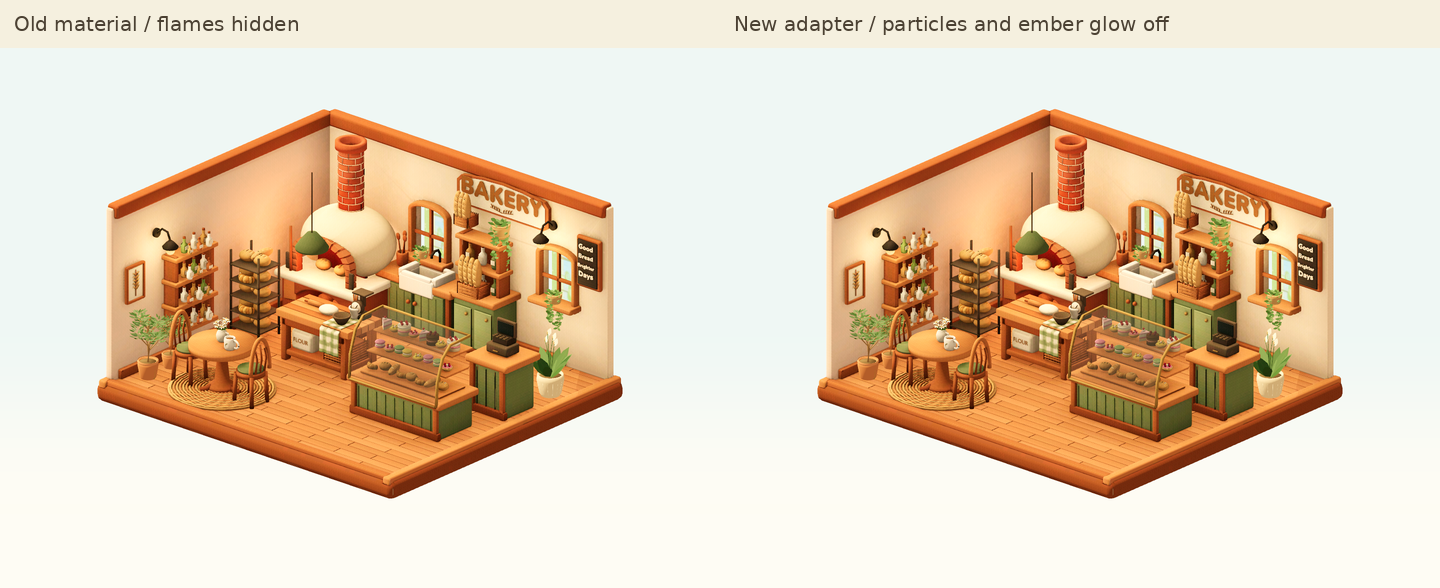 Old material / flames hidden
New adapter / particles and ember glow off
BAKERY
Good
Bread
Brighter
Days
FLOUR
BAKERY
Good
Bread
Brighter
Days
FLOUR